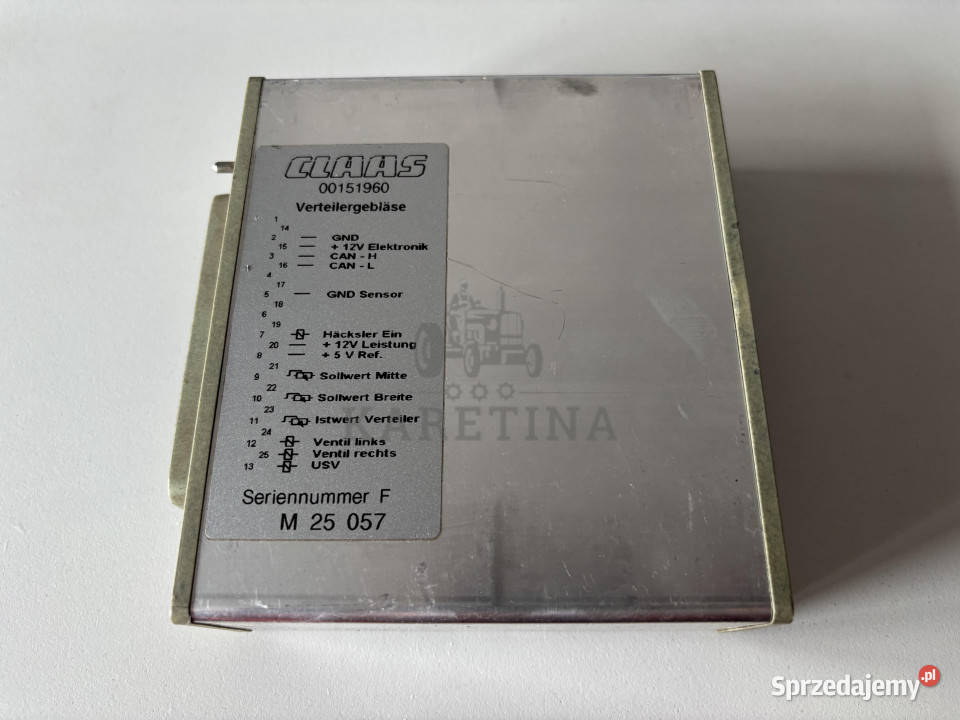 CLAAS
00151960
Verteilergebläse
1
14
2 GND
15 + 12V Elektronik
3 CAN - H
16 CAN - L
4
17
5 GND Sensor
18
6
19
7 Häcksler Ein
20 + 12V Leistung
8 + 5 V Ref.
21
9 Sollwert Mitte
22
10 Sollwert Breite
23
11 Istwert Verteiler
24
12 Ventil links
25 Ventil rechts
13 USV
Seriennummer F
M 25 057
KARETINA
Sprzedajemy.pl